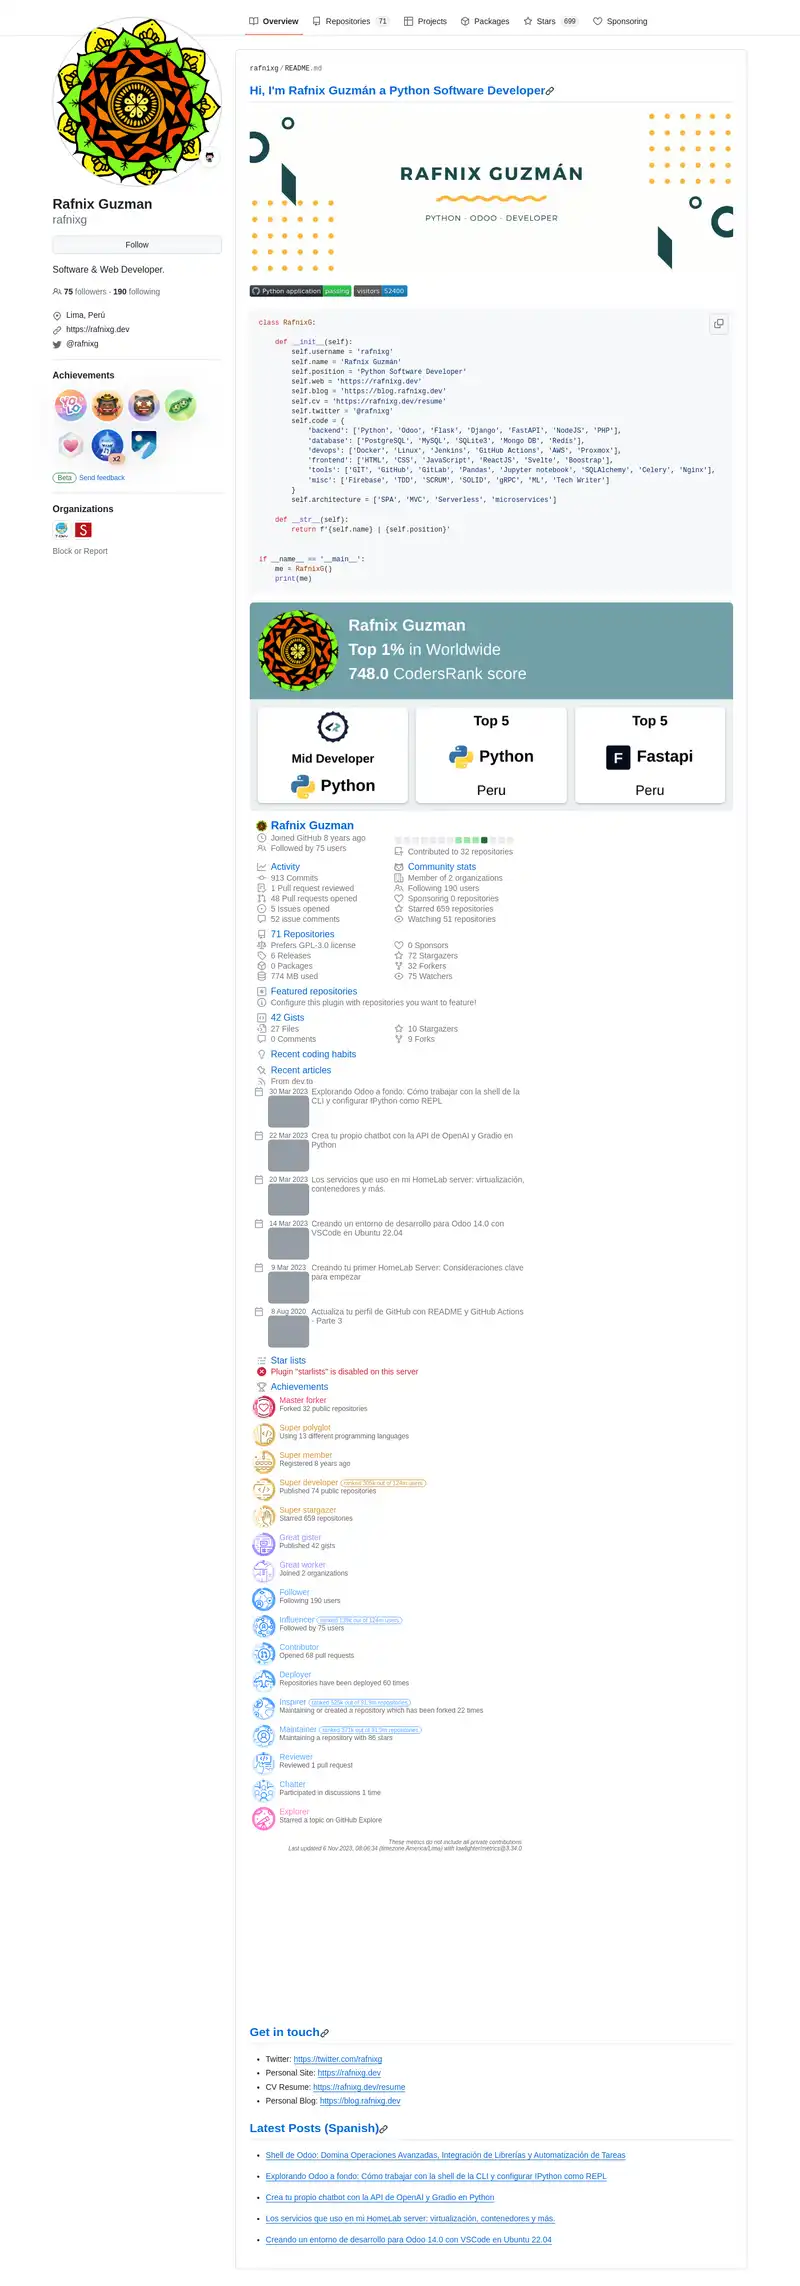 Overview
Repositories 71
Projects
Packages
Stars 699
Sponsoring
Rafnix Guzman
rafnixg
Follow
Software & Web Developer.
75 followers · 190 following
Lima, Perú
https://rafnixg.dev
@rafnixg
Achievements
YOLO
x2
Beta Send feedback
Organizations
Block or Report
rafnixg/README.md
Hi, I'm Rafnix Guzmán a Python Software Developer
RAFNIX GUZMÁN
PYTHON · ODOO · DEVELOPER
Python application passing visitors 52400
class RafnixG:
def __init__(self):
self.username = 'rafnixg'
self.name = 'Rafnix Guzmán'
self.position = 'Python Software Developer'
self.web = 'https://rafnixg.dev'
self.blog = 'https://blog.rafnixg.dev'
self.cv = 'https://rafnixg.dev/resume'
self.twitter = '@rafnixg'
self.code = {
'backend': ['Python', 'Odoo', 'Flask', 'Django', 'FastAPI', 'NodeJS', 'PHP'],
'database': ['PostgreSQL', 'MySQL', 'SQLite3', 'Mongo DB', 'Redis'],
'devops': ['Docker', 'Linux', 'Jenkins', 'GitHub Actions', 'AWS', 'Proxmox'],
'frontend': ['HTML', 'CSS', 'JavaScript', 'ReactJS', 'Svelte', 'Boostrap'],
'tools': ['GIT', 'GitHub', 'GitLab', 'Pandas', 'Jupyter notebook', 'SQLAlchemy', 'Celery', 'Nginx'],
'misc': ['Firebase', 'TDD', 'SCRUM', 'SOLID', 'gRPC', 'ML', 'Tech Writer']
}
self.architecture = ['SPA', 'MVC', 'Serverless', 'microservices']
def __str__(self):
return f'{self.name} | {self.position}'
if __name__ == '__main__':
me = RafnixG()
print(me)
Rafnix Guzman
Top 1% in Worldwide
748.0 CodersRank score
Mid Developer
Python
Top 5
Python
Peru
Top 5
F Fastapi
Peru
Rafnix Guzman
Joined GitHub 8 years ago
Followed by 75 users
Contributed to 32 repositories
Activity
913 Commits
1 Pull request reviewed
48 Pull requests opened
5 Issues opened
52 issue comments
Community stats
Member of 2 organizations
Following 190 users
Sponsoring 0 repositories
Starred 659 repositories
Watching 51 repositories
71 Repositories
Prefers GPL-3.0 license
6 Releases
0 Packages
774 MB used
0 Sponsors
72 Stargazers
32 Forkers
75 Watchers
Featured repositories
Configure this plugin with repositories you want to feature!
42 Gists
27 Files
0 Comments
10 Stargazers
9 Forks
Recent coding habits
Recent articles
From dev.to
30 Mar 2023 Explorando Odoo a fondo: Cómo trabajar con la shell de la
CLI y configurar IPython como REPL
22 Mar 2023 Crea tu propio chatbot con la API de OpenAI y Gradio en
Python
20 Mar 2023 Los servicios que uso en mi HomeLab server: virtualización,
contenedores y más.
14 Mar 2023 Creando un entorno de desarrollo para Odoo 14.0 con
VSCode en Ubuntu 22.04
9 Mar 2023 Creando tu primer HomeLab Server: Consideraciones clave
para empezar
8 Aug 2020 Actualiza tu perfil de GitHub con README y GitHub Actions
- Parte 3
Star lists
Plugin "starlists" is disabled on this server
Achievements
Master forker
Forked 32 public repositories
Super polyglot
Using 13 different programming languages
Super member
Registered 8 years ago
Super developer
Published 74 public repositories
Super stargazer
Starred 659 repositories
Great gister
Published 42 gists
Great worker
Joined 2 organizations
Follower
Following 190 users
Influencer
Followed by 75 users
Contributor
Opened 68 pull requests
Deployer
Repositories have been deployed 60 times
Inspirer
Maintaining or created a repository which has been forked 22 times
Maintainer
Maintaining a repository with 86 stars
Reviewer
Reviewed 1 pull request
Chatter
Participated in discussions 1 time
Explorer
Starred a topic on GitHub Explore
These metrics do not include all private contributions
Last updated 6 Nov 2023, 08:06:34 (timezone America/Lima) with lowlighter/metrics@3.34.0
Get in touch
Twitter: https://twitter.com/rafnixg
Personal Site: https://rafnixg.dev
CV Resume: https://rafnixg.dev/resume
Personal Blog: https://blog.rafnixg.dev
Latest Posts (Spanish)
Shell de Odoo: Domina Operaciones Avanzadas, Integración de Librerías y Automatización de Tareas
Explorando Odoo a fondo: Cómo trabajar con la shell de la CLI y configurar IPython como REPL
Crea tu propio chatbot con la API de OpenAI y Gradio en Python
Los servicios que uso en mi HomeLab server: virtualización, contenedores y más.
Creando un entorno de desarrollo para Odoo 14.0 con VSCode en Ubuntu 22.04